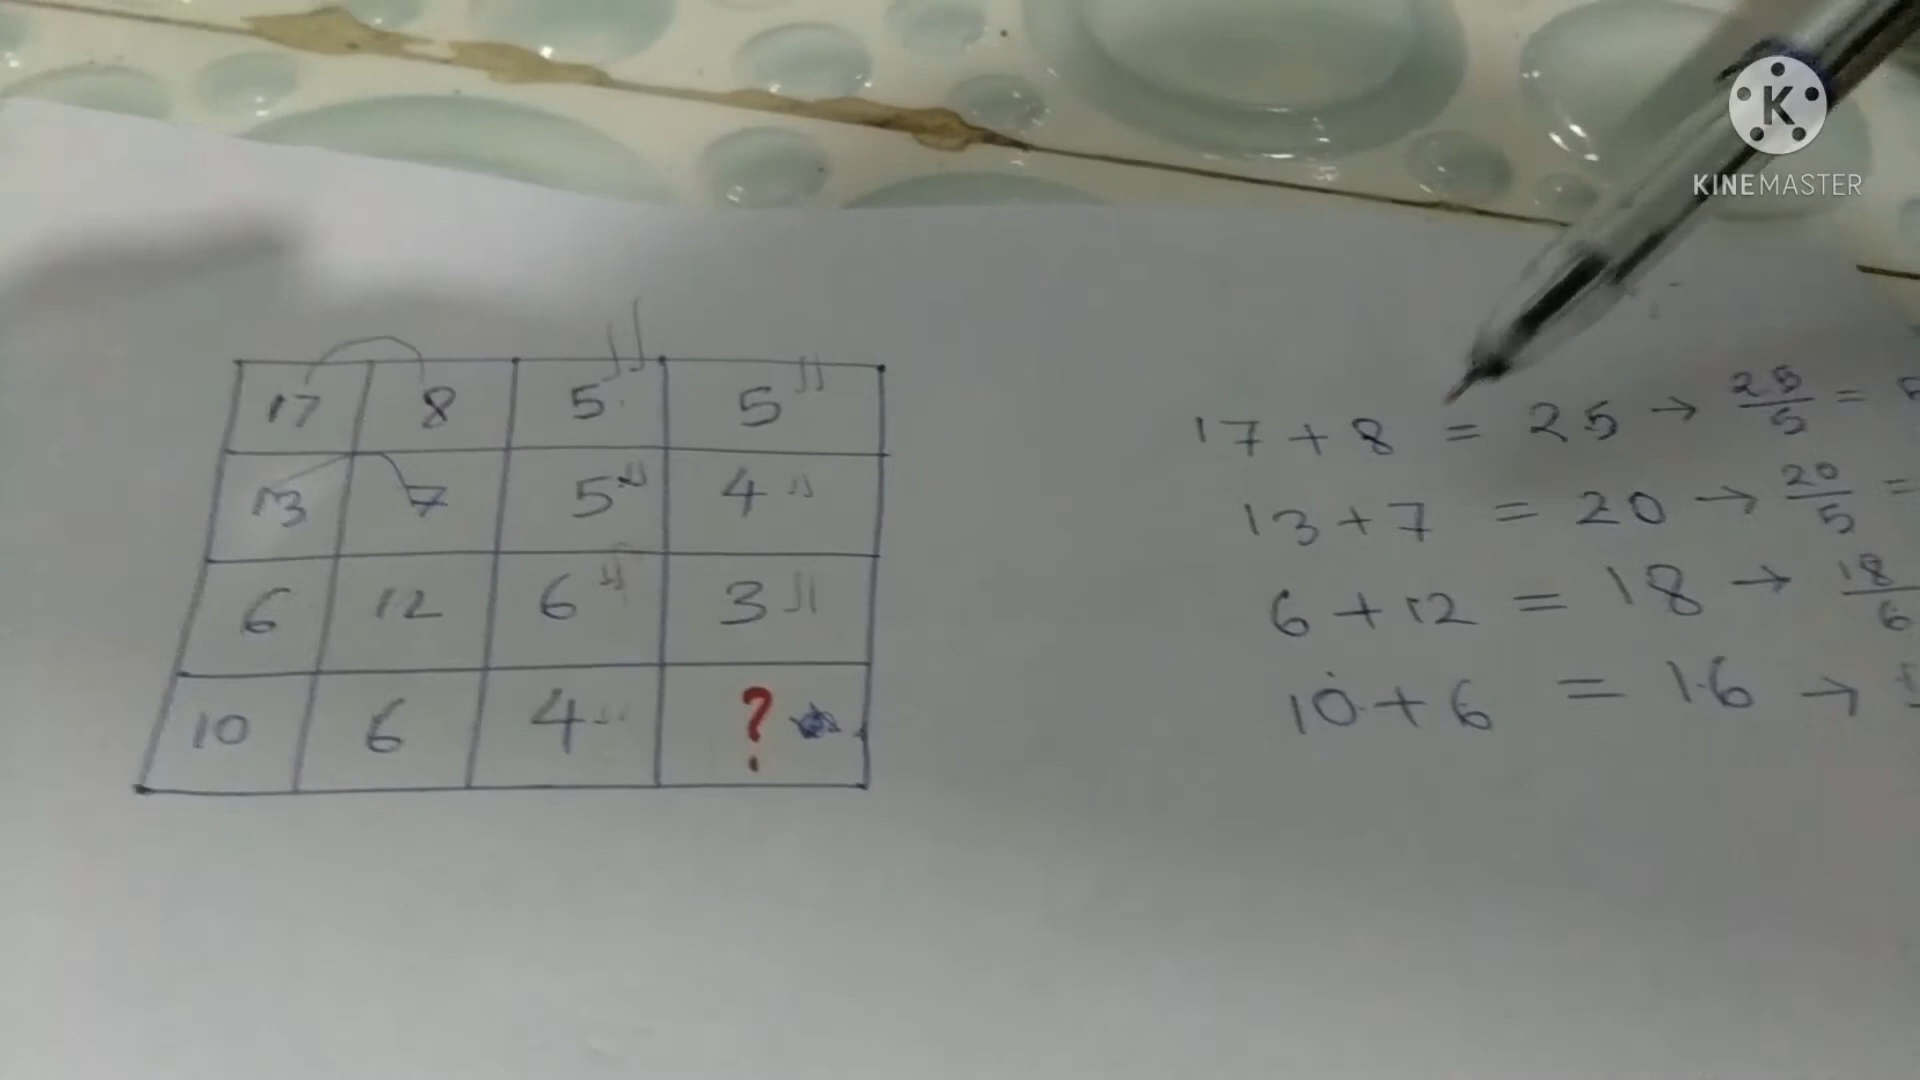 KINEMASTER
17 8 5 5
13 7 5 4
6 12 6 3
10 6 4 ?
17 + 8 = 25 → 25/5 =
13 + 7 = 20 → 20/5 =
6 + 12 = 18 → 18/6
10 + 6 = 16 →